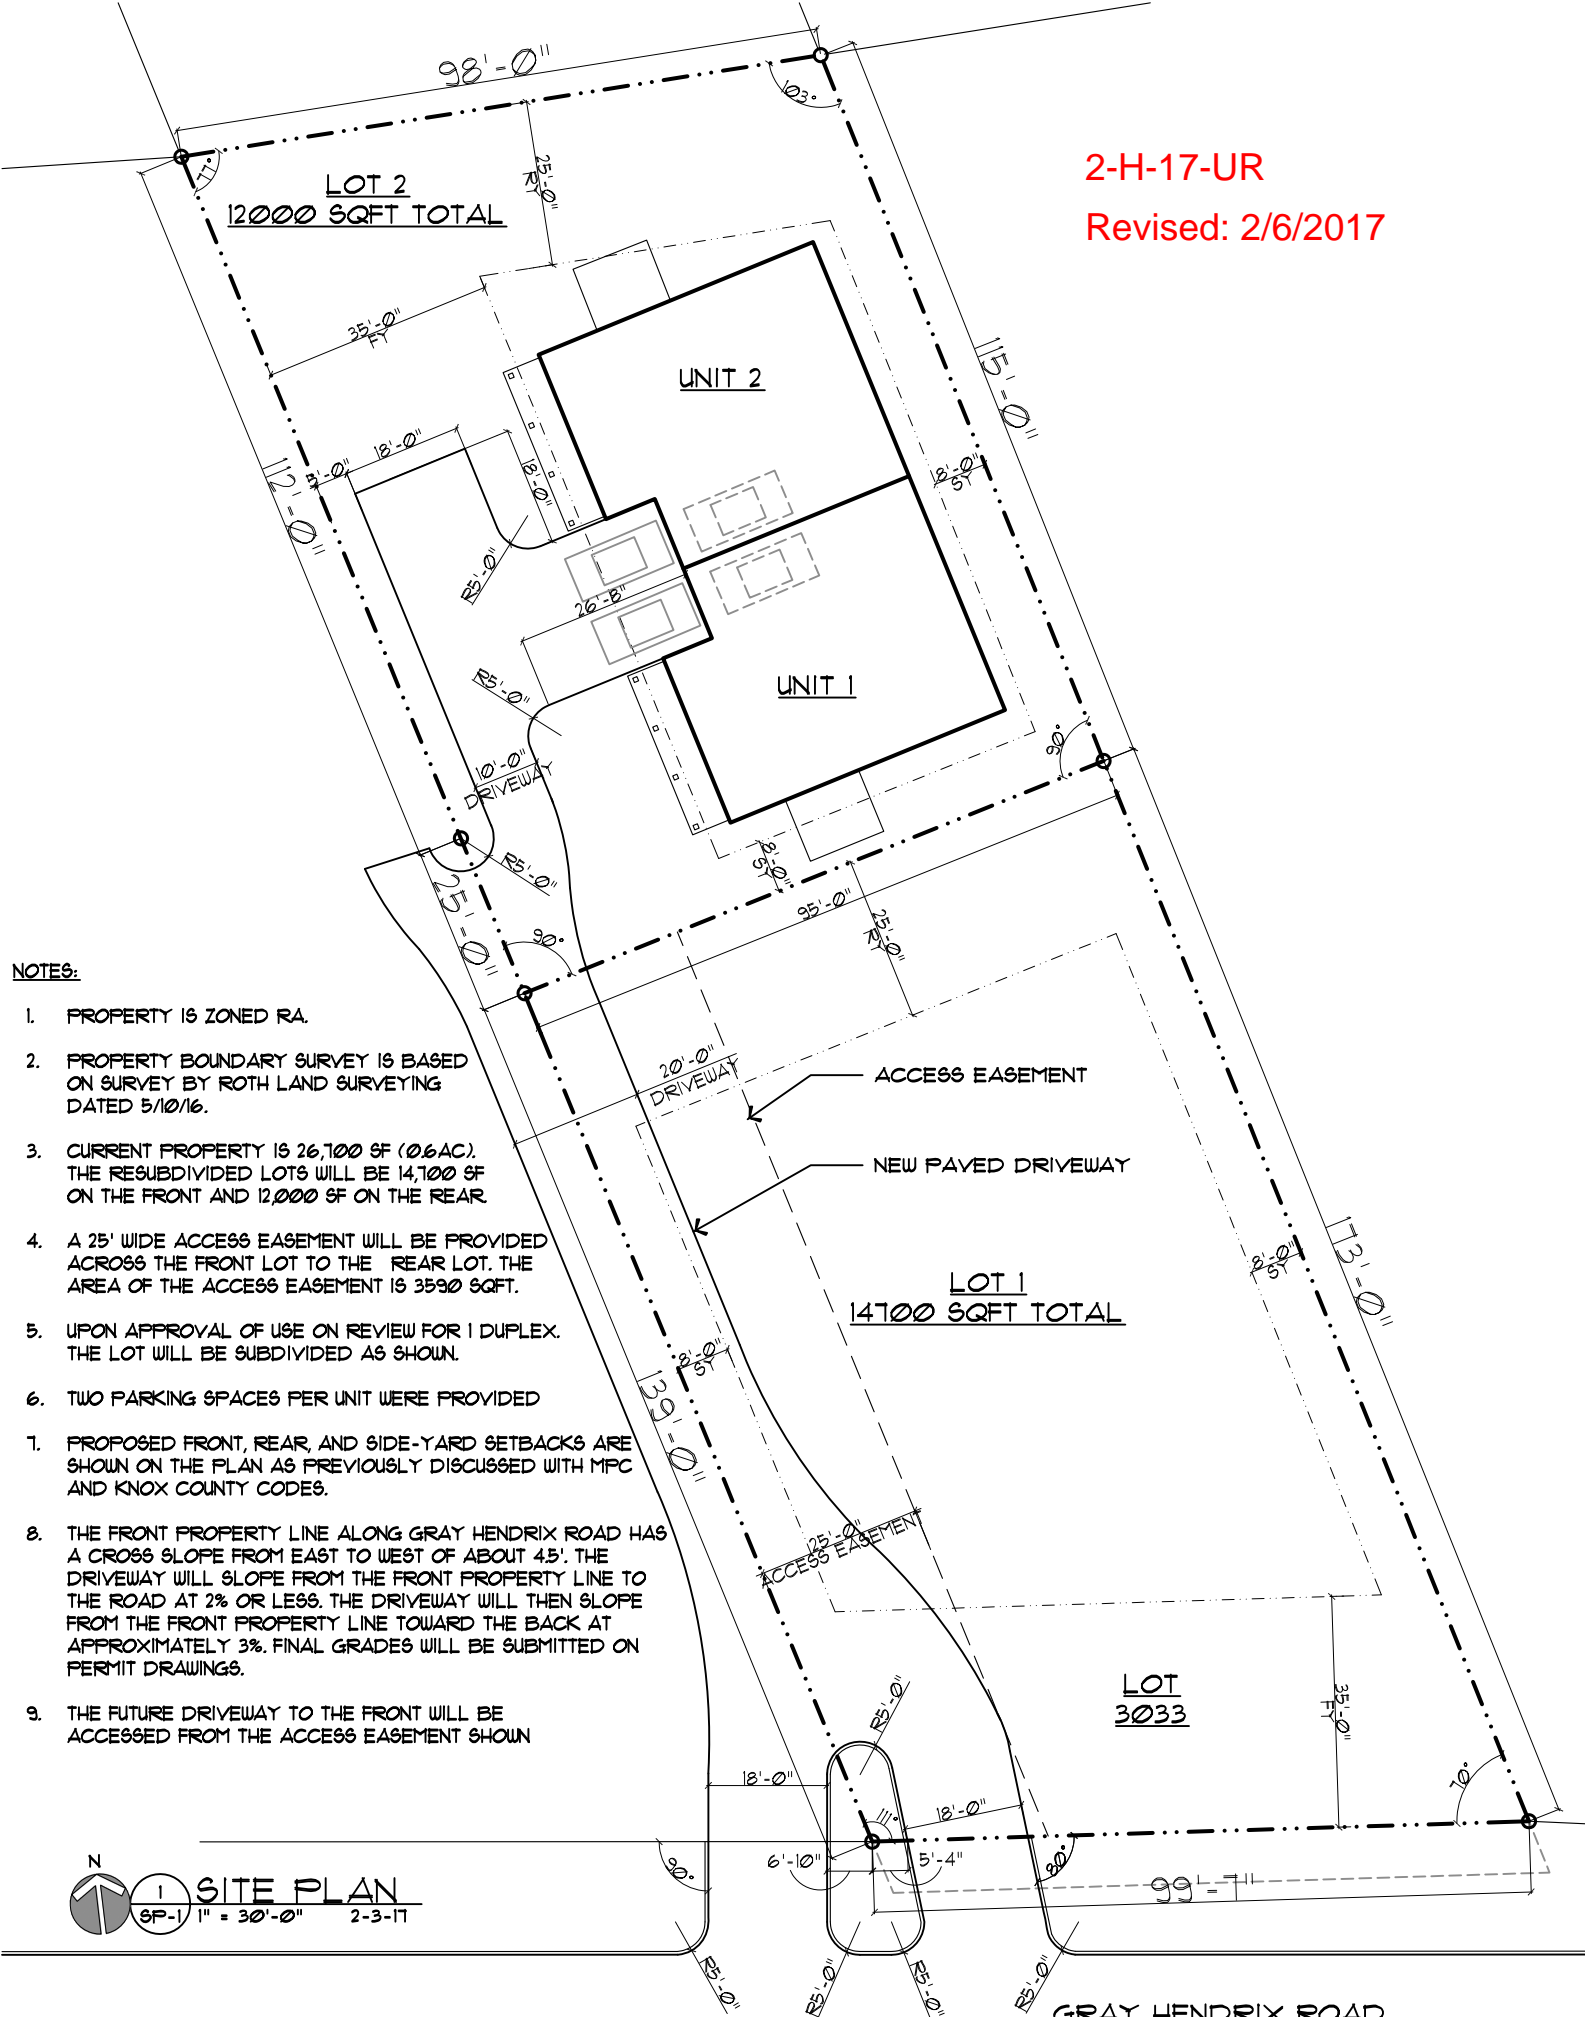 98'-0"
103°
77°
2-H-17-UR
Revised: 2/6/2017
LOT 2
12000 SQFT TOTAL
25'-0"
RY
35'-0"
FY
115'-0"
UNIT 2
18'-0"
3'-0"
18'-0"
112'-0"
8'-0"
SY
R5'-0"
26'-8"
R5'-0"
UNIT 1
90°
10'-0"
DRIVEWAY
8'-0"
SY
R5'-0"
25'-0"
95'-0"
25'-0"
RY
90°
NOTES:
1. PROPERTY IS ZONED RA.
2. PROPERTY BOUNDARY SURVEY IS BASED
ON SURVEY BY ROTH LAND SURVEYING
DATED 5/10/16.
3. CURRENT PROPERTY IS 26,700 SF (0.6AC).
THE RESUBDIVIDED LOTS WILL BE 14,700 SF
ON THE FRONT AND 12,000 SF ON THE REAR.
4. A 25' WIDE ACCESS EASEMENT WILL BE PROVIDED
ACROSS THE FRONT LOT TO THE REAR LOT. THE
AREA OF THE ACCESS EASEMENT IS 3590 SQFT.
5. UPON APPROVAL OF USE ON REVIEW FOR 1 DUPLEX.
THE LOT WILL BE SUBDIVIDED AS SHOWN.
6. TWO PARKING SPACES PER UNIT WERE PROVIDED
7. PROPOSED FRONT, REAR, AND SIDE-YARD SETBACKS ARE
SHOWN ON THE PLAN AS PREVIOUSLY DISCUSSED WITH MPC
AND KNOX COUNTY CODES.
8. THE FRONT PROPERTY LINE ALONG GRAY HENDRIX ROAD HAS
A CROSS SLOPE FROM EAST TO WEST OF ABOUT 4.5'. THE
DRIVEWAY WILL SLOPE FROM THE FRONT PROPERTY LINE TO
THE ROAD AT 2% OR LESS. THE DRIVEWAY WILL THEN SLOPE
FROM THE FRONT PROPERTY LINE TOWARD THE BACK AT
APPROXIMATELY 3%. FINAL GRADES WILL BE SUBMITTED ON
PERMIT DRAWINGS.
9. THE FUTURE DRIVEWAY TO THE FRONT WILL BE
ACCESSED FROM THE ACCESS EASEMENT SHOWN
20'-0"
DRIVEWAY
ACCESS EASEMENT
NEW PAVED DRIVEWAY
LOT 1
14700 SQFT TOTAL
8'-0"
SY
173'-0"
8'-0"
SY
139'-0"
25'-0"
ACCESS EASEMENT
LOT
3033
35'-0"
FY
R5'-0"
70°
18'-0"
111°
18'-0"
6'-10"
5'-4"
90°
80°
99'-7"
N
1
SP-1
SITE PLAN
1" = 30'-0" 2-3-17
R5'-0"
R5'-0"
R5'-0"
R5'-0"
GRAY HENDRIX ROAD